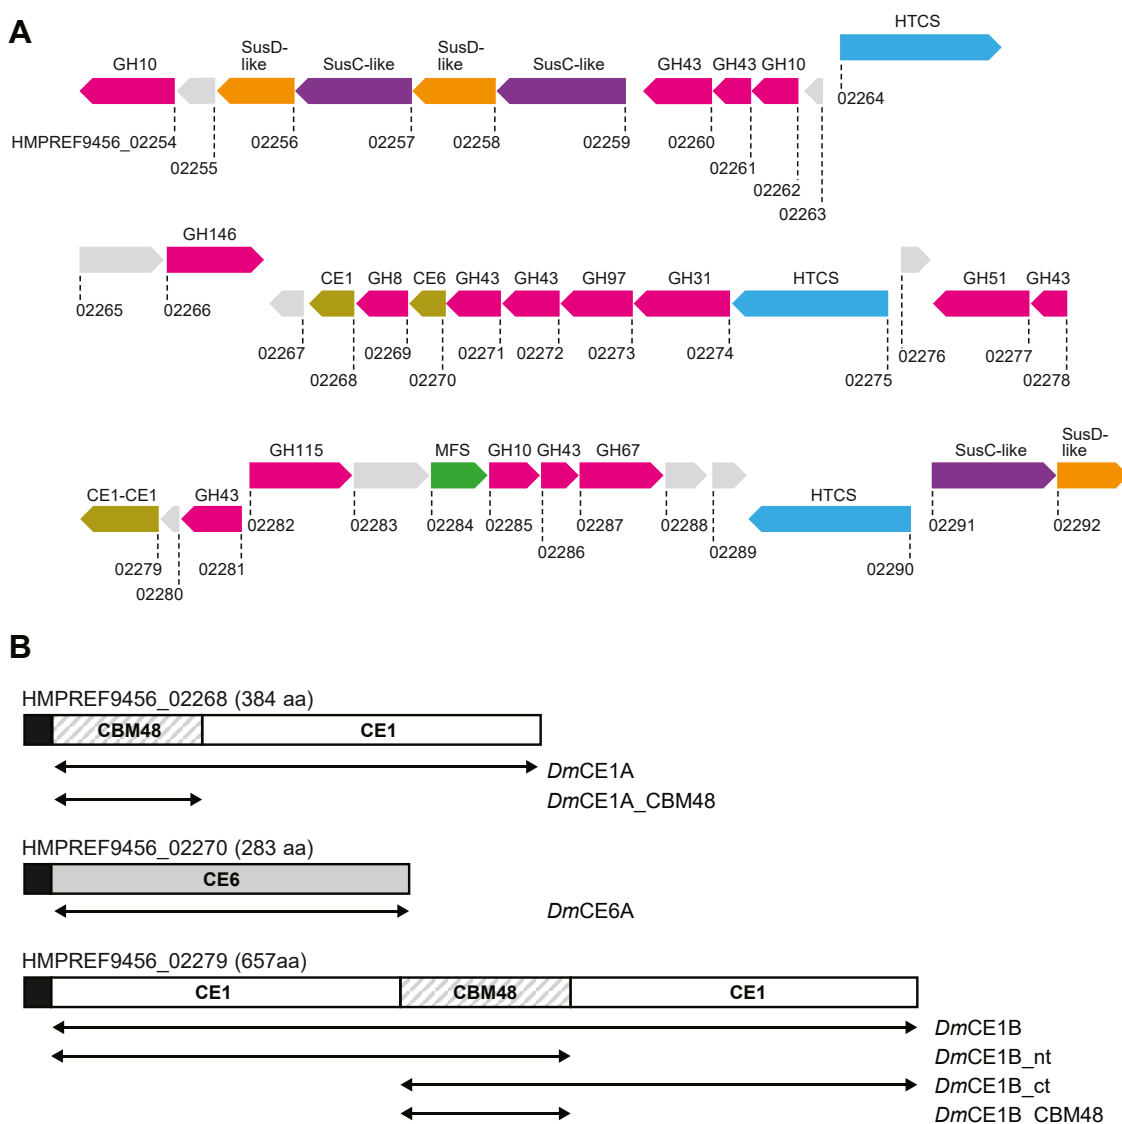 A
HTCS
SusD-
like
SusD-
like
GH10
SusC-like
SusC-like
GH43
GH43
GH10
02264
HMPREF9456_02254
02256
02257
02258
02259
02260
02255
02261
02262
02263
GH146
CE1
GH8
CE6
GH43
GH43
GH97
GH31
HTCS
GH51
GH43
02265
02266
02267
02269
02271
02272
02273
02274
02276
02277
02268
02270
02275
02278
GH115
MFS
GH10
GH43
GH67
SusC-like
SusD-
like
CE1-CE1
GH43
HTCS
02282
02283
02284
02285
02287
02288
02291
02292
02286
02289
02279
02281
02290
02280
B
HMPREF9456_02268 (384 aa)
CBM48
CE1
DmCE1A
DmCE1A_CBM48
HMPREF9456_02270 (283 aa)
CE6
DmCE6A
HMPREF9456_02279 (657aa)
CE1
CBM48
CE1
DmCE1B
DmCE1B_nt
DmCE1B_ct
DmCE1B_CBM48